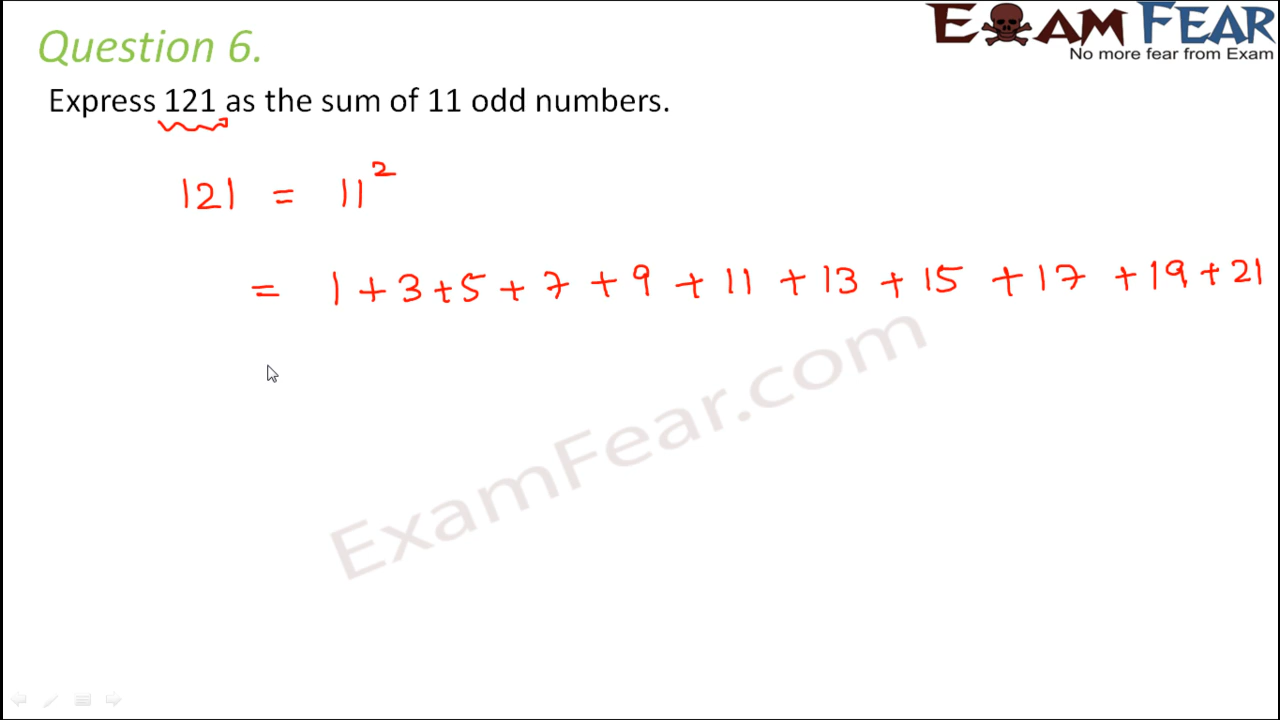 EXAM FEAR
No more fear from Exam
Question 6.
Express 121 as the sum of 11 odd numbers.
121 = 11²
= 1 + 3 + 5 + 7 + 9 + 11 + 13 + 15 + 17 + 19 + 21
ExamFear.com